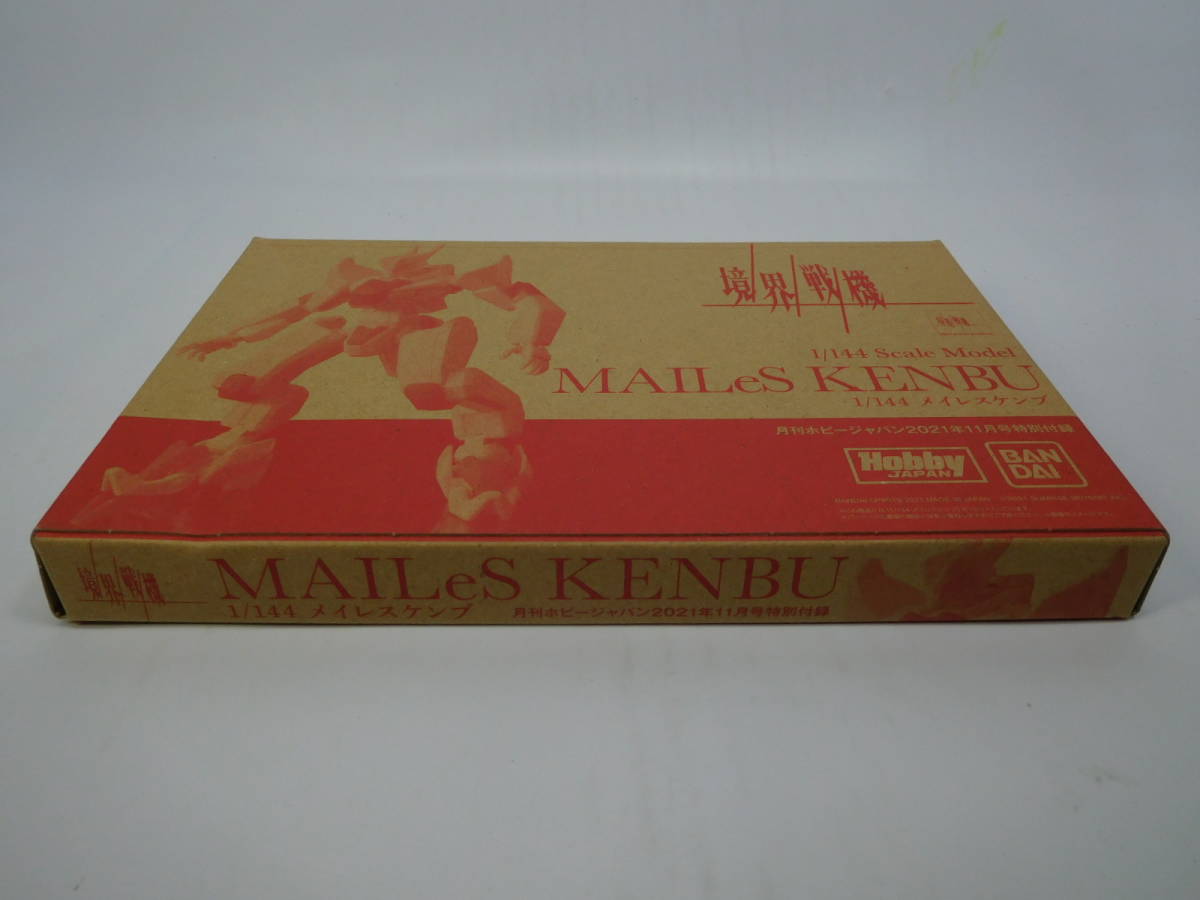 境界戦機
1/144 Scale Model
MAILeS KENBU
1/144 メイレスケンブ
月刊ホビージャパン2021年11月号特別付録
Hobby
JAPAN
BAN
DAI
境界戦機
MAILeS KENBU
1/144 メイレスケンブ
月刊ホビージャパン2021年11月号特別付録